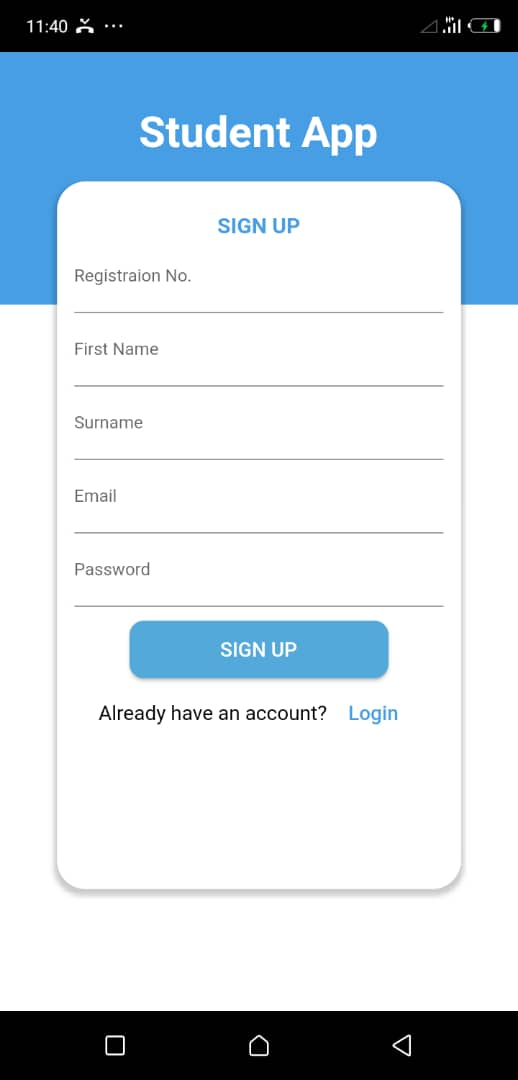 11:40
Student App
SIGN UP
Registraion No.
First Name
Surname
Email
Password
SIGN UP
Already have an account? Login